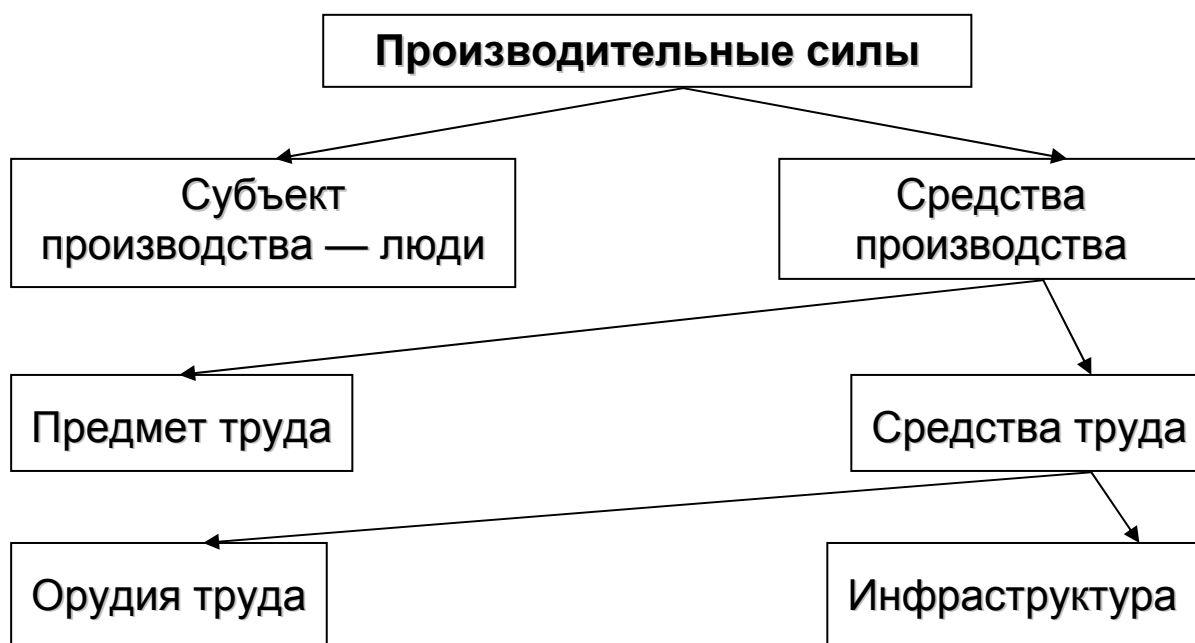 Производительные силы
Субъект
производства — люди
Средства
производства
Предмет труда
Средства труда
Орудия труда
Инфраструктура